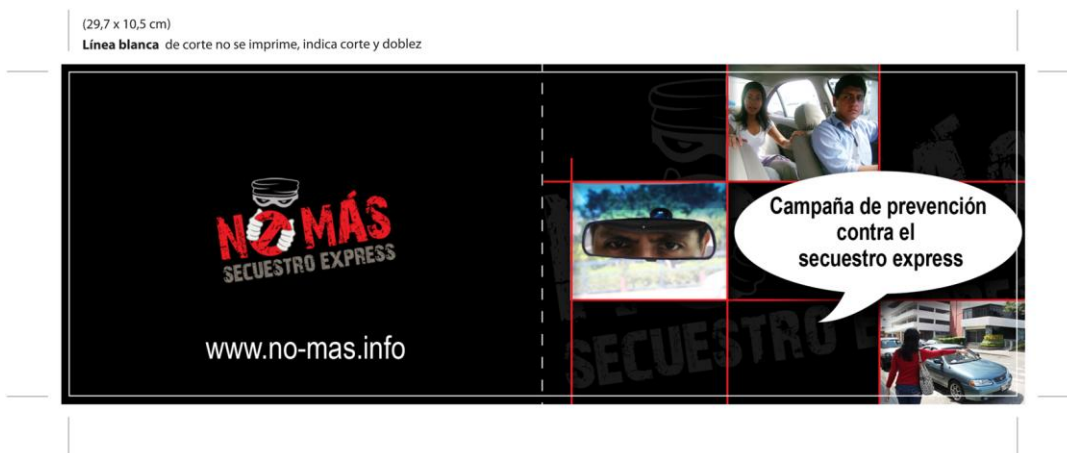 (29,7 x 10,5 cm)
Línea blanca de corte no se imprime, indica corte y doblez
NO MÁS
SECUESTRO EXPRESS
www.no-mas.info
Campaña de prevención
contra el
secuestro express
SECUESTRO E